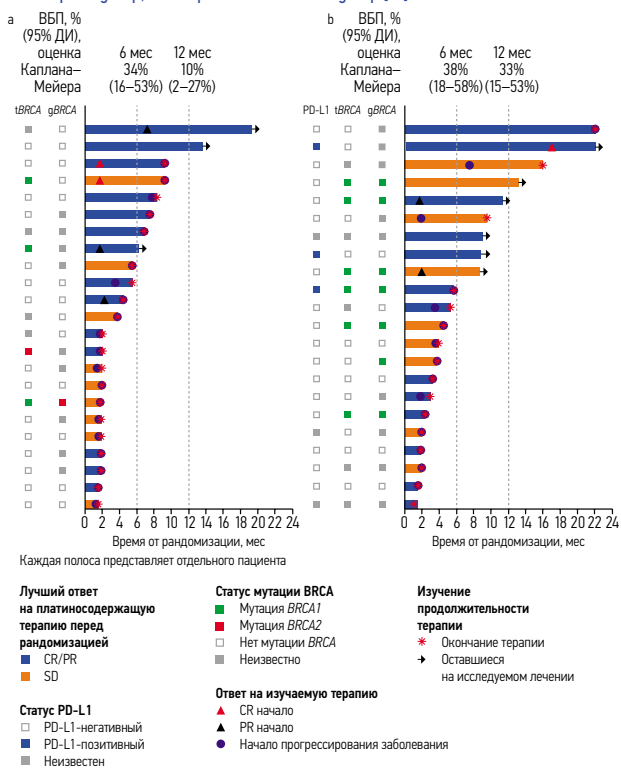 a
ВБП, %
(95% ДИ),
оценка
Каплана–
Мейера
6 мес
34%
(16–53%)
12 мес
10%
(2–27%)
tBRCA gBRCA
0 2 4 6 8 10 12 14 16 18 20 22 24
Время от рандомизации, мес
b
ВБП, %
(95% ДИ),
оценка
Каплана–
Мейера
6 мес
38%
(18–58%)
12 мес
33%
(15–53%)
PD-L1 tBRCA gBRCA
0 2 4 6 8 10 12 14 16 18 20 22 24
Время от рандомизации, мес
Каждая полоса представляет отдельного пациента
Лучший ответ
на платиносодержащую
терапию перед
рандомизацией
CR/PR
SD
Статус PD-L1
PD-L1-негативный
PD-L1-позитивный
Неизвестен
Статус мутации BRCA
Мутация BRCA1
Мутация BRCA2
Нет мутации BRCA
Неизвестно
Ответ на изучаемую терапию
CR начало
PR начало
Начало прогрессирования заболевания
Изучение
продолжительности
терапии
Окончание терапии
Оставшиеся
на исследуемом лечении